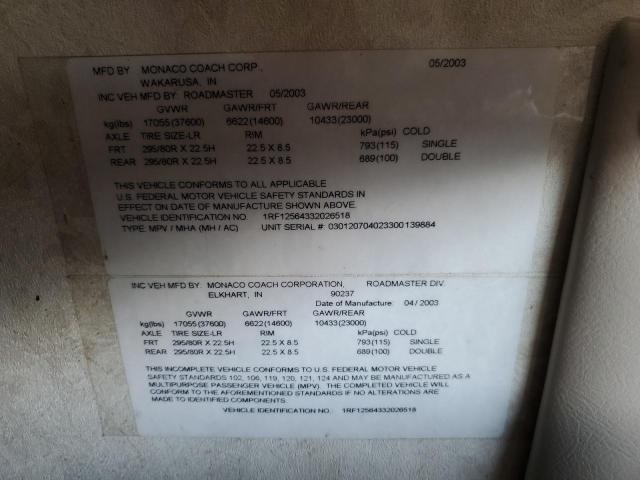 MFD BY MONACO COACH CORP., 05/2003
WAKARUSA, IN
INC VEH MFD BY: ROADMASTER 05/2003
GVWR GAWR/FRT GAWR/REAR
kg(lbs) 17055(37600) 6622(14600) 10433(23000)
AXLE TIRE SIZE-LR RIM kPa(psi) COLD
FRT 295/80R X 22.5H 22.5 X 8.5 793(115) SINGLE
REAR 295/80R X 22.5H 22.5 X 8.5 689(100) DOUBLE
THIS VEHICLE CONFORMS TO ALL APPLICABLE
U.S. FEDERAL MOTOR VEHICLE SAFETY STANDARDS IN
EFFECT ON DATE OF MANUFACTURE SHOWN ABOVE.
VEHICLE IDENTIFICATION NO. 1RF12564332026518
TYPE MPV / MHA (MH / AC) UNIT SERIAL #: 030120704023300139884
INC VEH MFD BY: MONACO COACH CORPORATION, ROADMASTER DIV.
ELKHART, IN 90237
Date of Manufacture: 04/2003
GVWR GAWR/FRT GAWR/REAR
kg(lbs) 17055(37600) 6622(14600) 10433(23000)
AXLE TIRE SIZE-LR RIM kPa(psi) COLD
FRT 295/80R X 22.5H 22.5 X 8.5 793(115) SINGLE
REAR 295/80R X 22.5H 22.5 X 8.5 689(100) DOUBLE
THIS INCOMPLETE VEHICLE CONFORMS TO U.S. FEDERAL MOTOR VEHICLE
SAFETY STANDARDS 102, 106, 119, 120, 121, 124 AND MAY BE MANUFACTURED AS A
MULTIPURPOSE PASSENGER VEHICLE (MPV). THE COMPLETED VEHICLE WILL
CONFORM TO THE AFOREMENTIONED STANDARDS IF NO ALTERATIONS ARE
MADE TO IDENTIFIED COMPONENTS.
VEHICLE IDENTIFICATION NO.: 1RF12564332026518